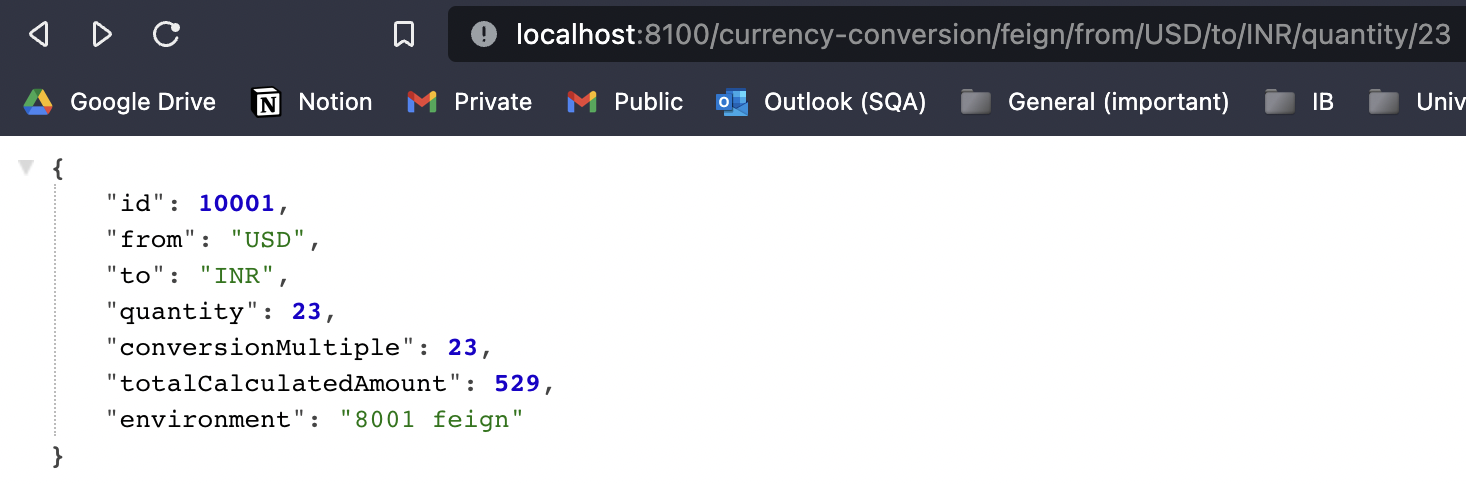 localhost:8100/currency-conversion/feign/from/USD/to/INR/quantity/23
Google Drive Notion Private Public Outlook (SQA) General (important) IB Univ
{
"id": 10001,
"from": "USD",
"to": "INR",
"quantity": 23,
"conversionMultiple": 23,
"totalCalculatedAmount": 529,
"environment": "8001 feign"
}